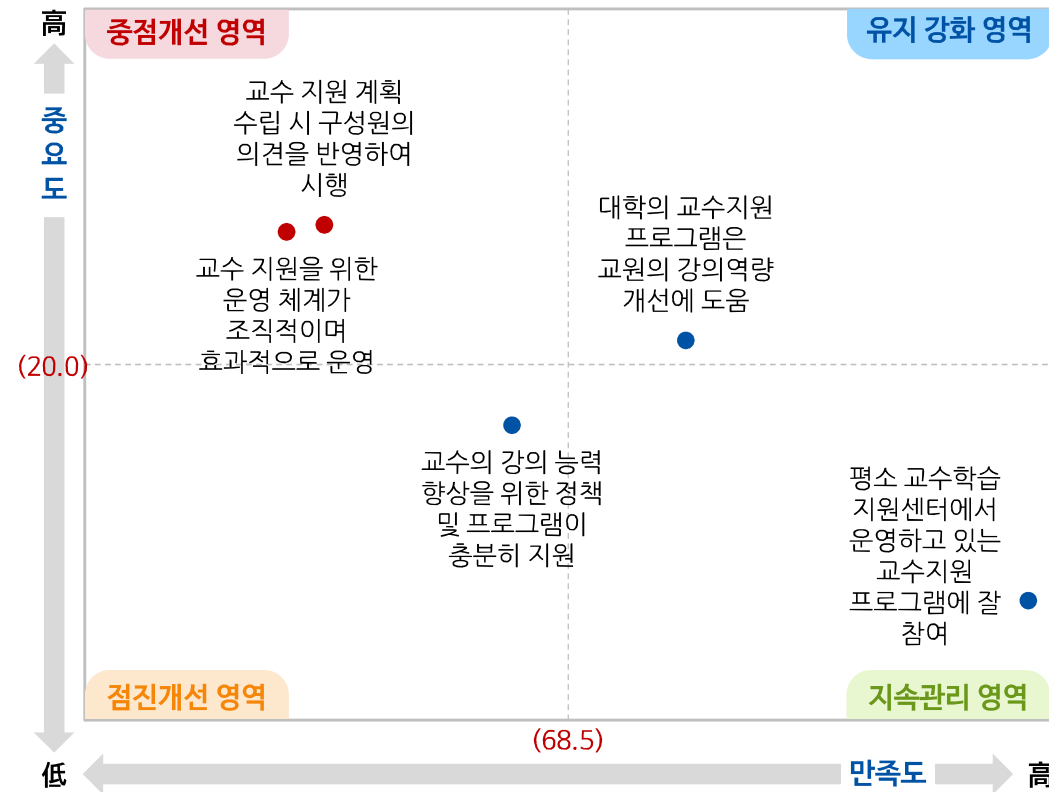 高
중점개선 영역
유지 강화 영역
중
요
도
교수 지원 계획
수립 시 구성원의
의견을 반영하여
시행
대학의 교수지원
프로그램은
교원의 강의역량
개선에 도움
교수 지원을 위한
운영 체계가
조직적이며
효과적으로 운영
(20.0)
교수의 강의 능력
향상을 위한 정책
및 프로그램이
충분히 지원
평소 교수학습
지원센터에서
운영하고 있는
교수지원
프로그램에 잘
참여
점진개선 영역
지속관리 영역
(68.5)
低
만족도
高